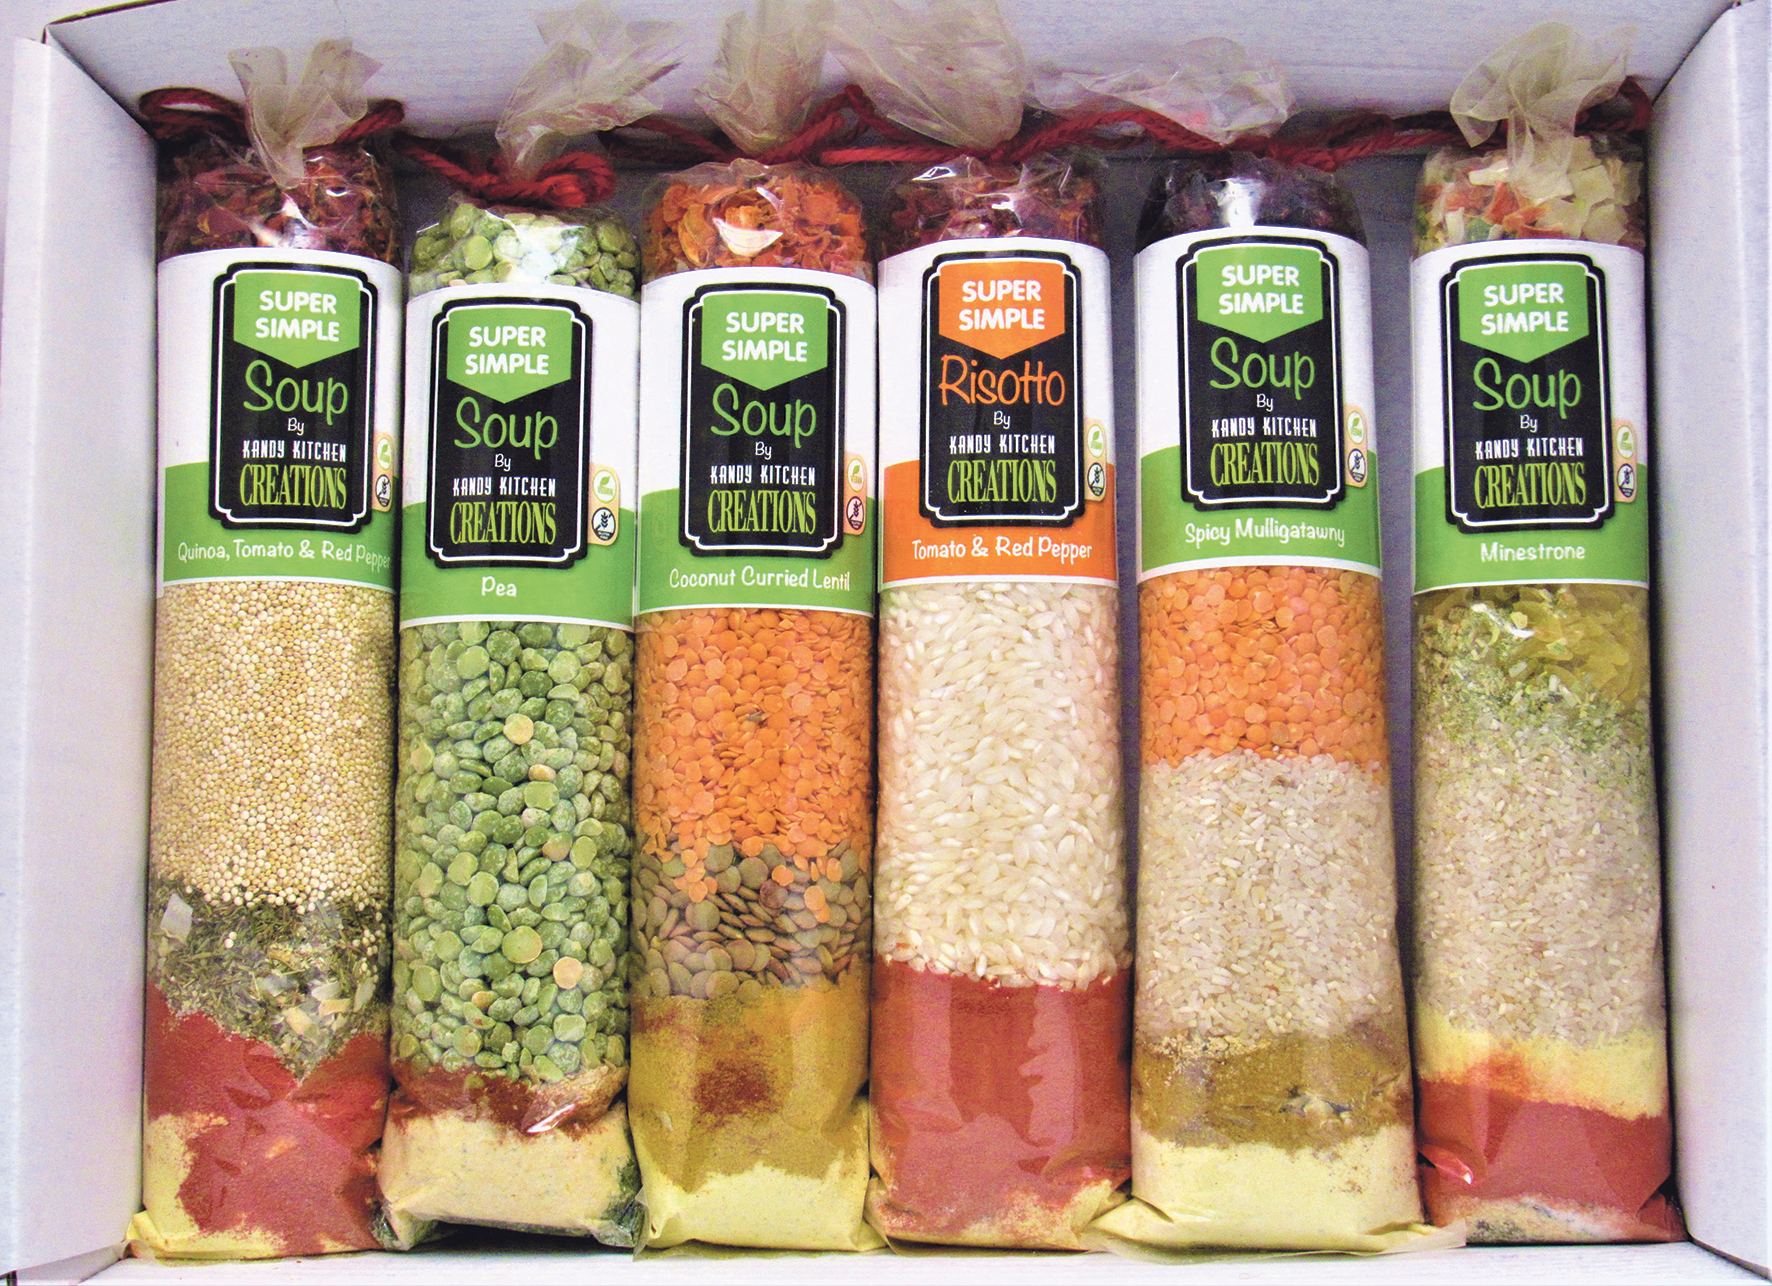 SUPER
SIMPLE
Soup
By
KANDY KITCHEN
CREATIONS
Quinoa, Tomato & Red Pepper
SUPER
SIMPLE
Soup
By
KANDY KITCHEN
CREATIONS
Pea
SUPER
SIMPLE
Soup
By
KANDY KITCHEN
CREATIONS
Coconut Curried Lentil
SUPER
SIMPLE
Risotto
By
KANDY KITCHEN
CREATIONS
Tomato & Red Pepper
SUPER
SIMPLE
Soup
By
KANDY KITCHEN
CREATIONS
Spicy Mulligatawny
SUPER
SIMPLE
Soup
By
KANDY KITCHEN
CREATIONS
Minestrone